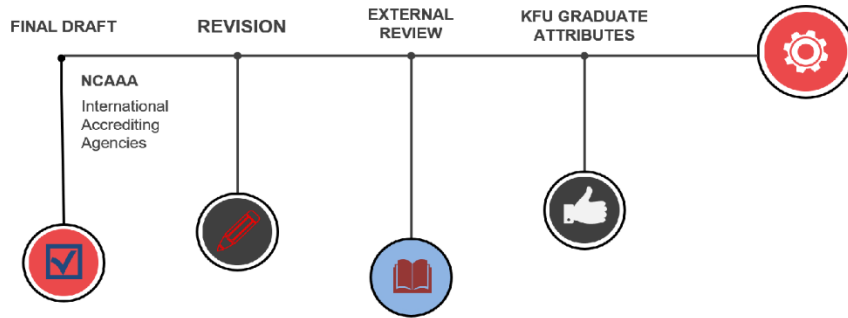 FINAL DRAFT
REVISION
EXTERNAL
REVIEW
KFU GRADUATE
ATTRIBUTES
NCAAA
International
Accrediting
Agencies